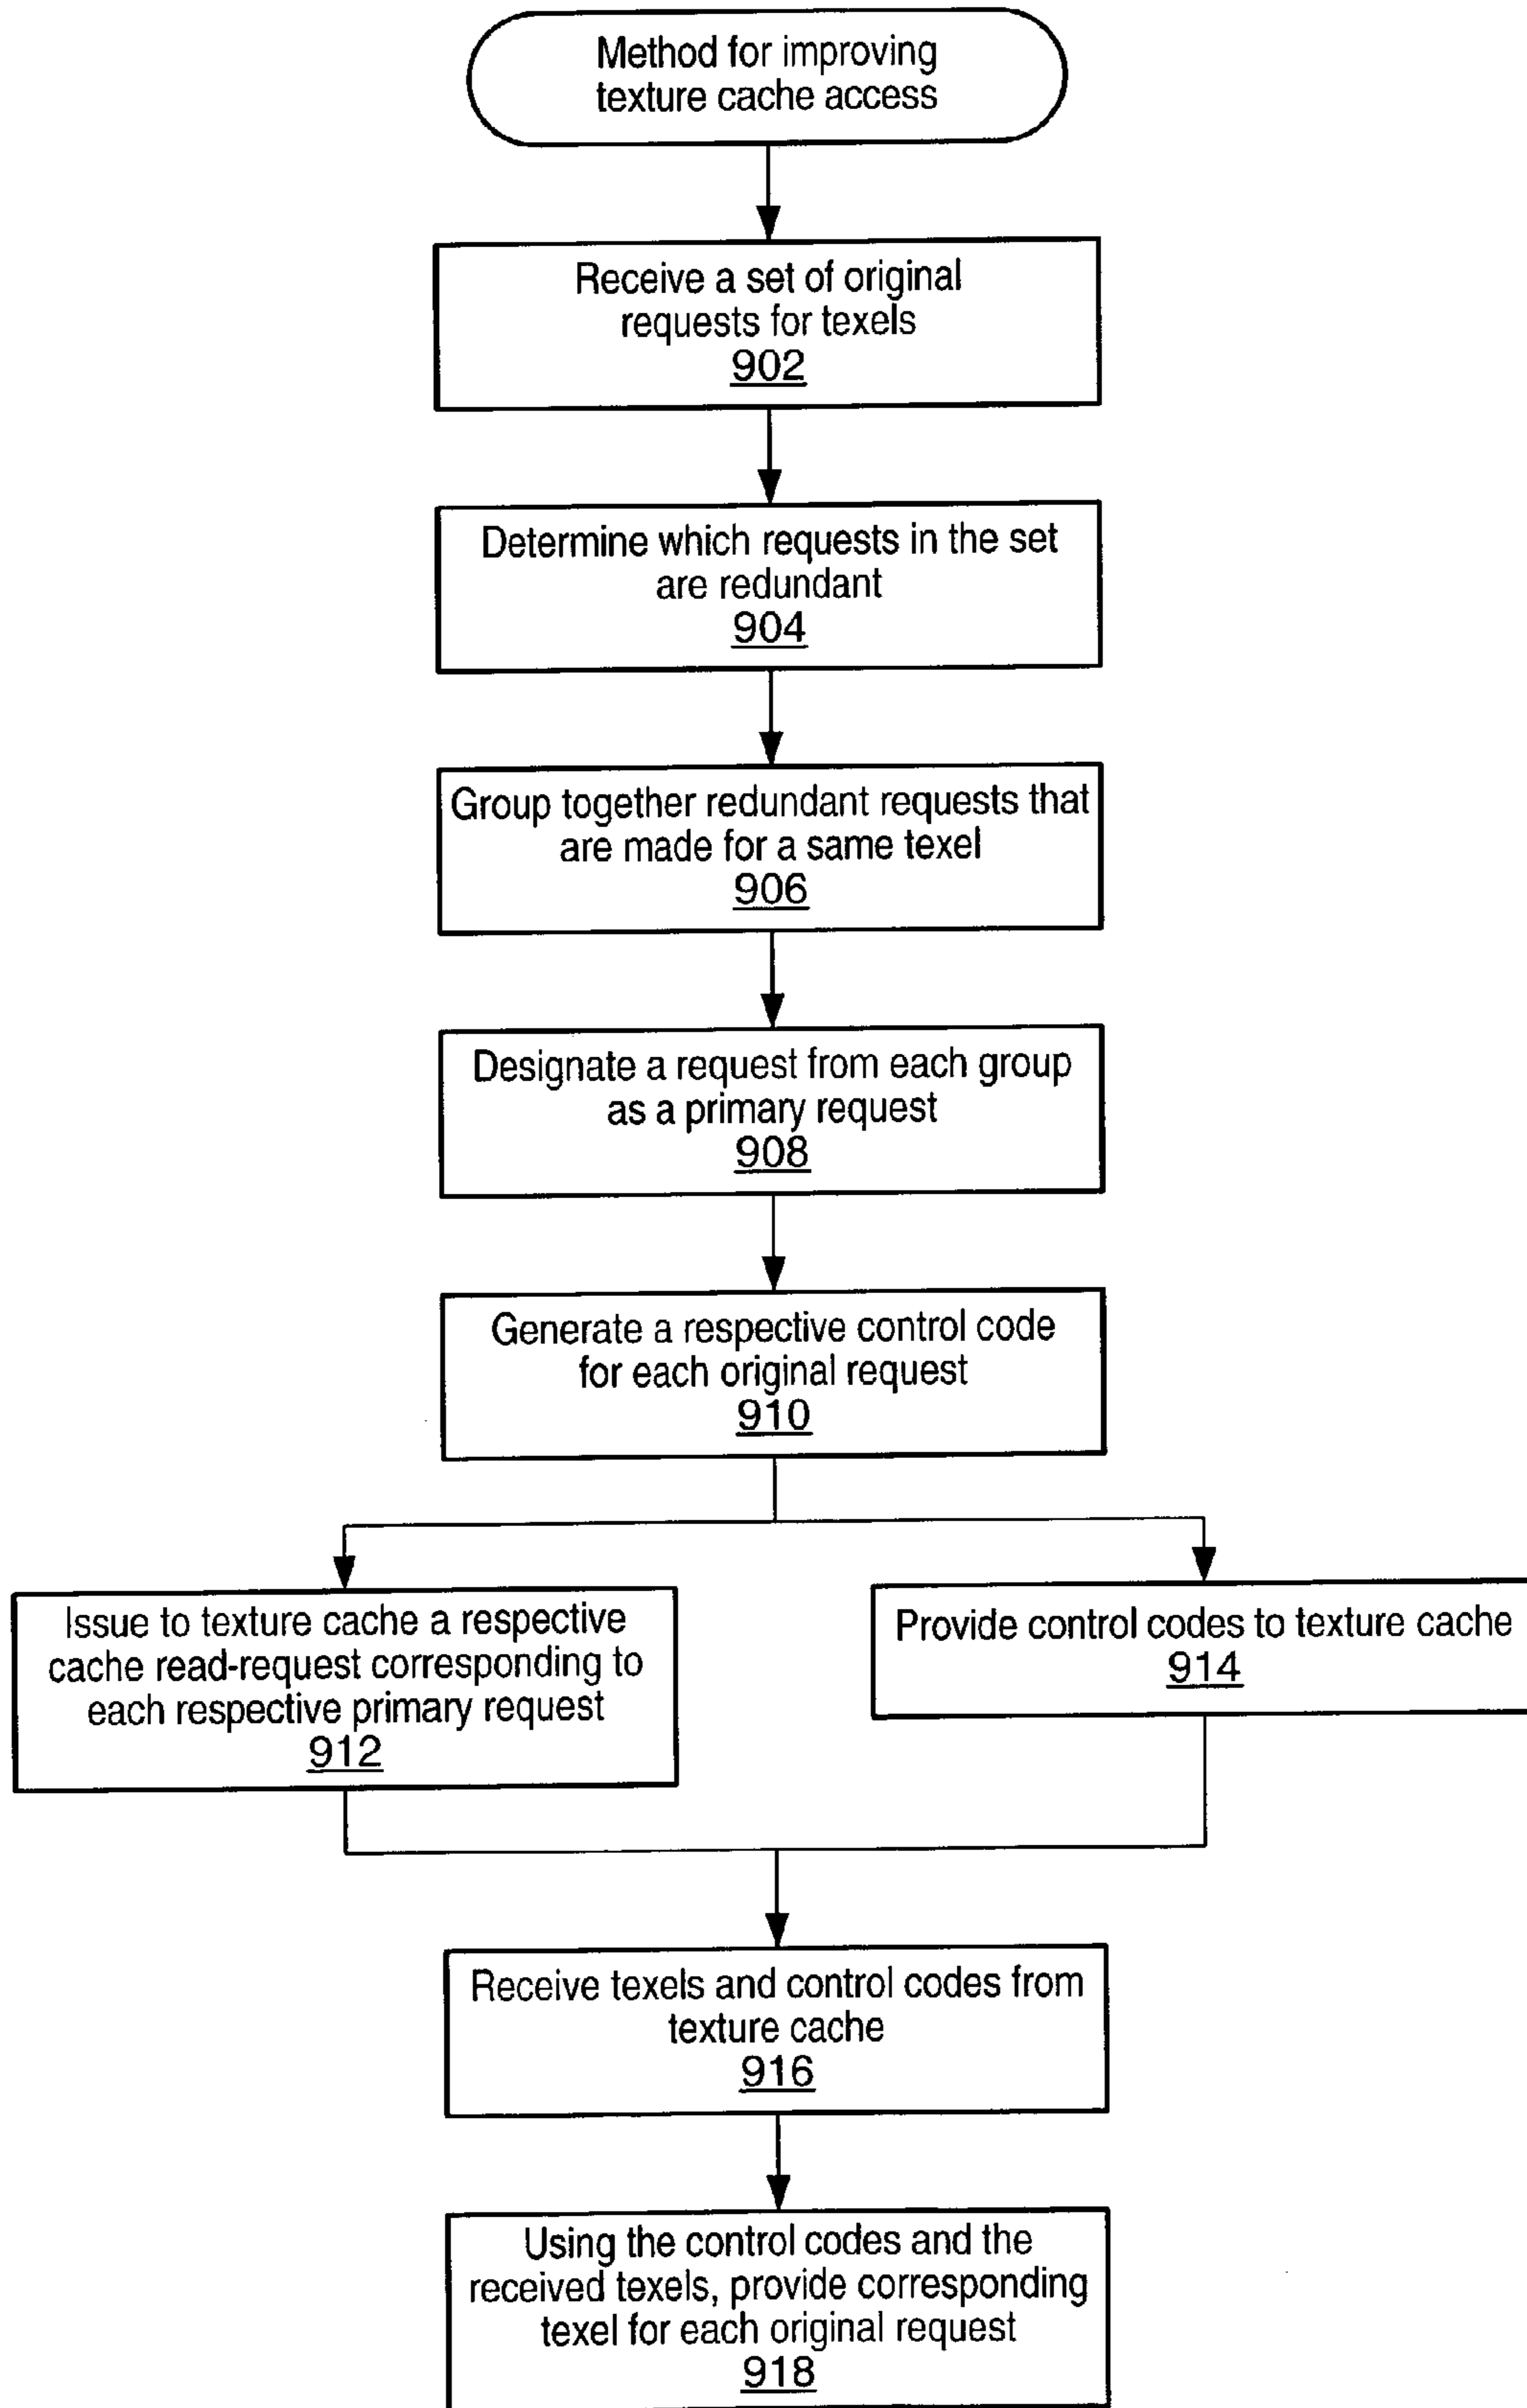 Method for improving
texture cache access
Receive a set of original
requests for texels
902
Determine which requests in the set
are redundant
904
Group together redundant requests that
are made for a same texel
906
Designate a request from each group
as a primary request
908
Generate a respective control code
for each original request
910
Issue to texture cache a respective
cache read-request corresponding to
each respective primary request
912
Provide control codes to texture cache
914
Receive texels and control codes from
texture cache
916
Using the control codes and the
received texels, provide corresponding
texel for each original request
918